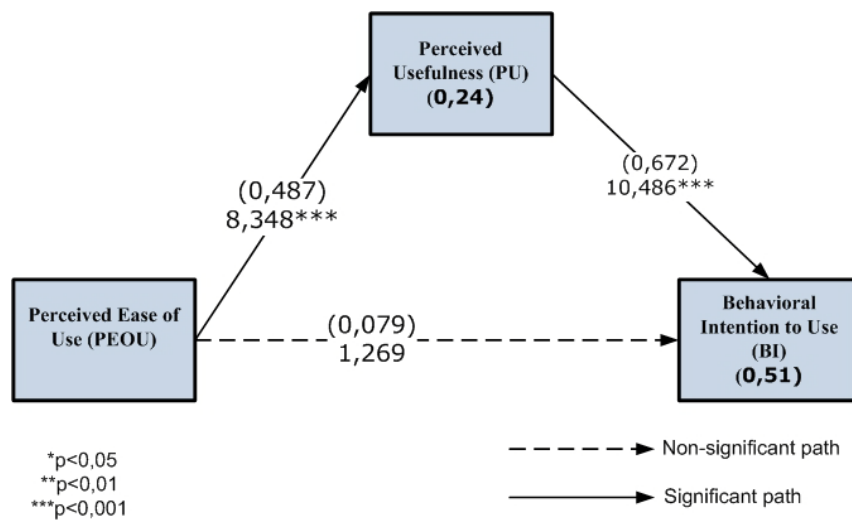 Perceived
Usefulness (PU)
(0,24)
(0,672)
10,486***
(0,487)
8,348***
Perceived Ease of
Use (PEOU)
(0,079)
1,269
Behavioral
Intention to Use
(BI)
(0,51)
*p<0,05
**p<0,01
***p<0,001
Non-significant path
Significant path